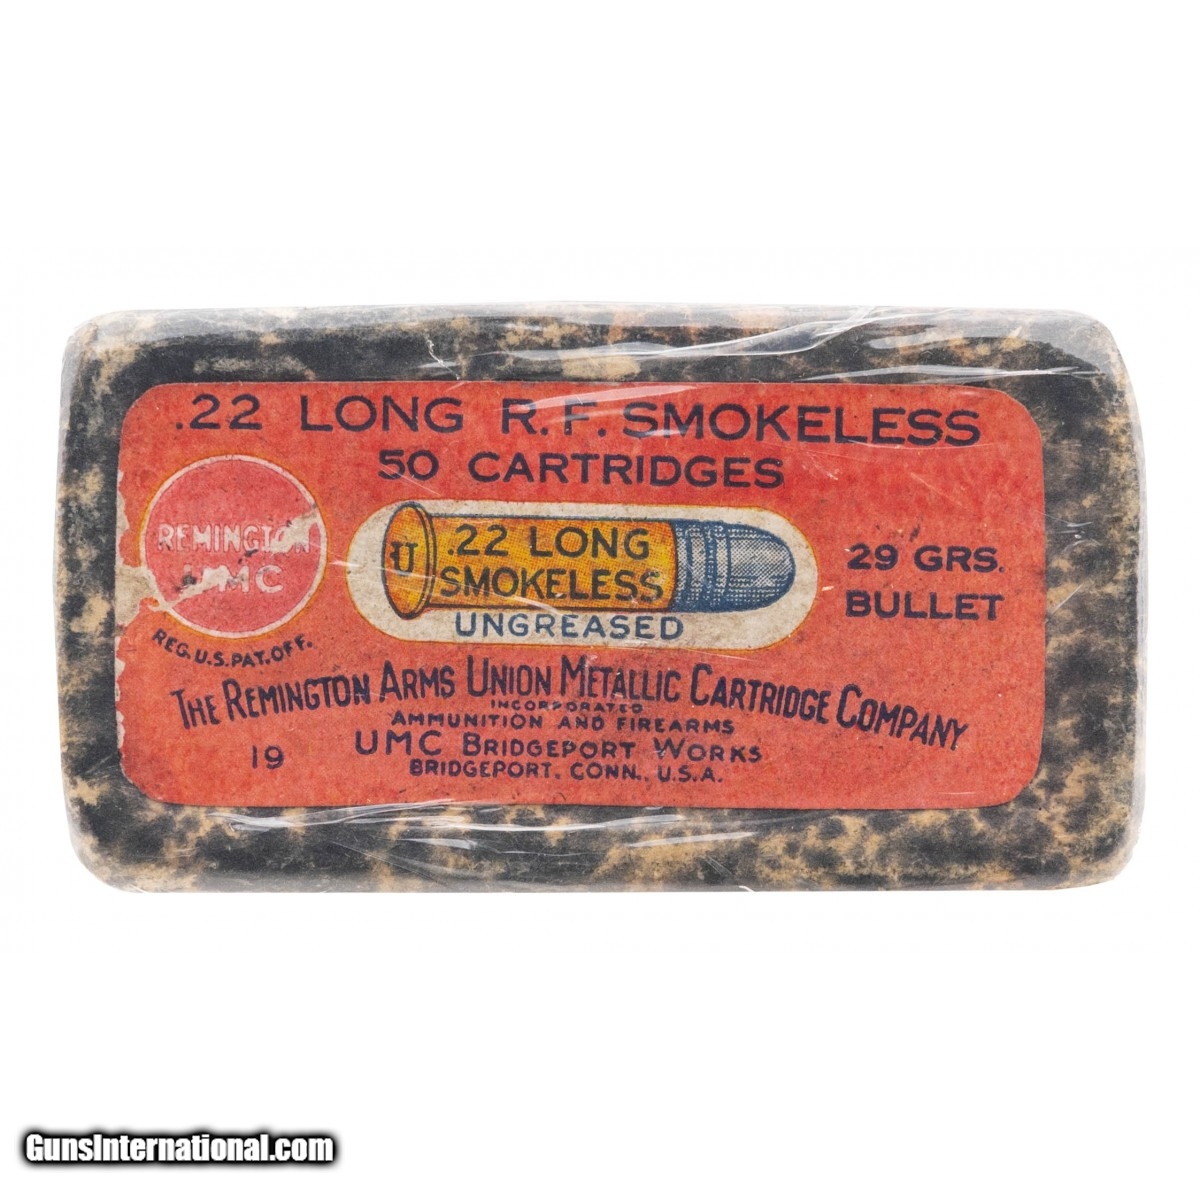 .22 LONG R.F. SMOKELESS
50 CARTRIDGES
REMINGTON
UMC
REG. U.S. PAT. OFF.
U
.22 LONG
SMOKELESS
UNGREASED
29 GRS.
BULLET
THE REMINGTON ARMS UNION METALLIC CARTRIDGE COMPANY
INCORPORATED
AMMUNITION AND FIREARMS
19
UMC BRIDGEPORT WORKS
BRIDGEPORT, CONN., U.S.A.
GunsInternational.com